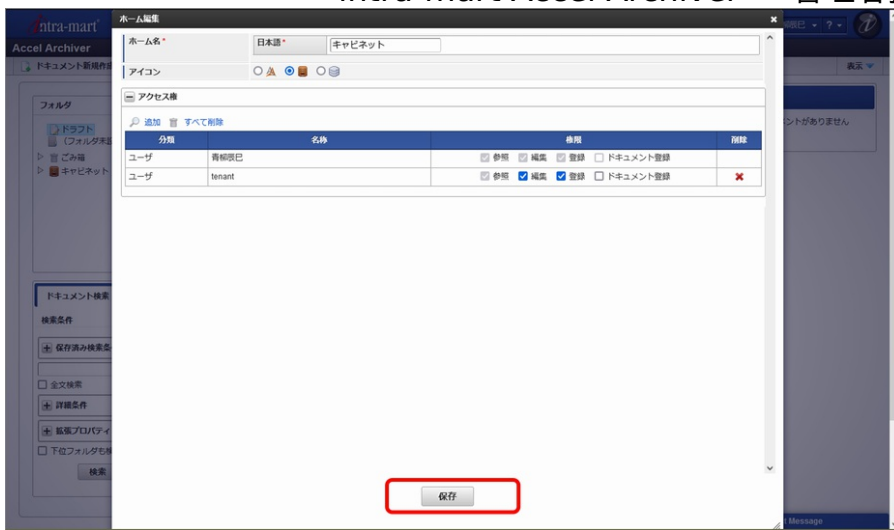 intra-mart
Accel Archiver
ドキュメント新規作
表示
フォルダ
ドラフト
(フォルダ未
ごみ箱
キャビネット
ドキュメント検索
検索条件
保存済み検索条
全文検索
詳細条件
拡張プロパティ
下位フォルダも検
検索
ホーム編集
ホーム名*
日本語*
キャビネット
アイコン
アクセス権
追加 すべて削除
分類 名称 権限 削除
ユーザ 青柳辰巳 参照 編集 登録 ドキュメント登録
ユーザ tenant 参照 編集 登録 ドキュメント登録
保存
ントがありません
t Message